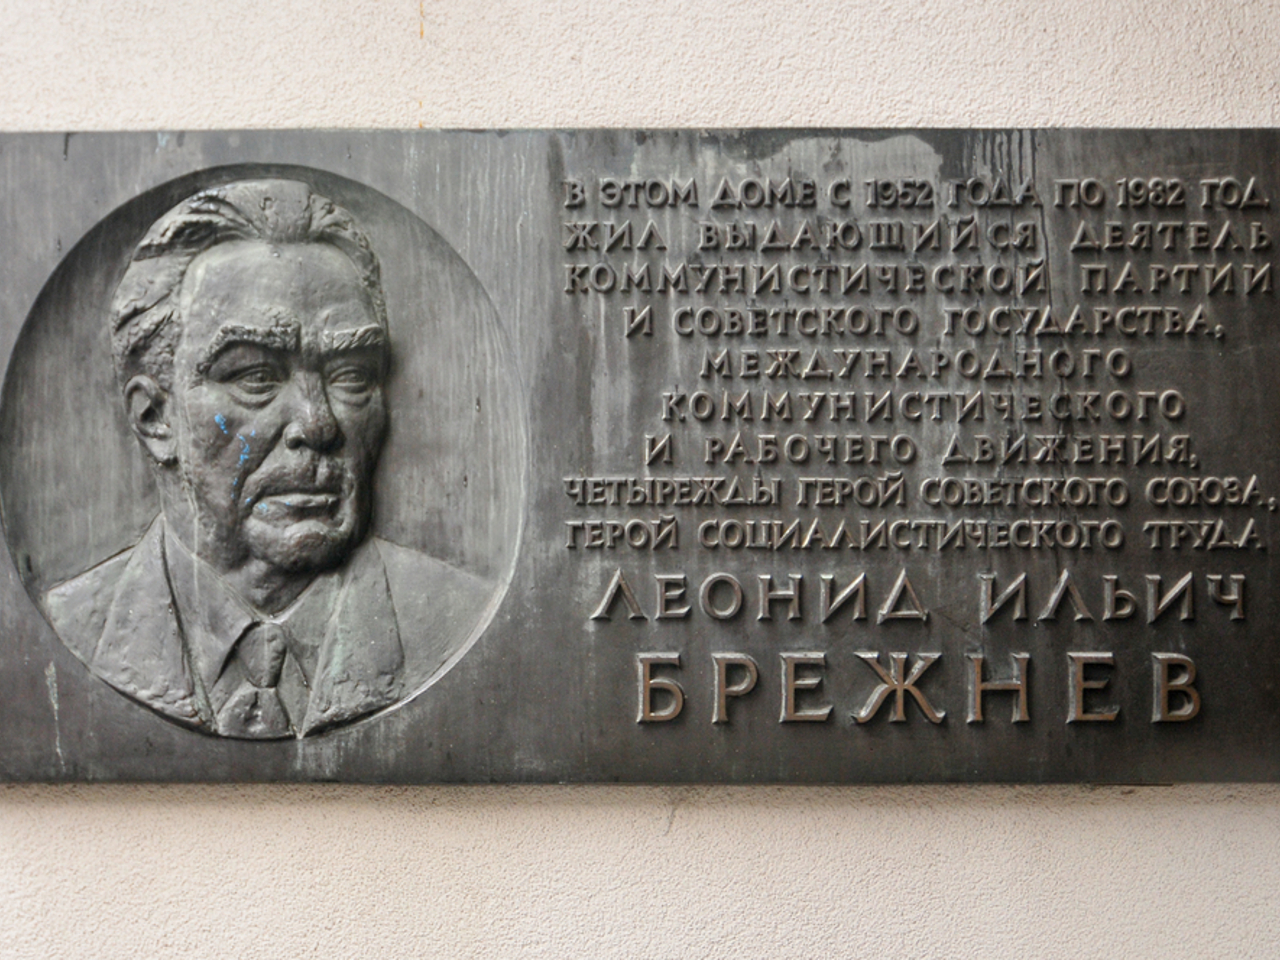 В ЭТОМ ДОМЕ С 1952 ГОДА ПО 1982 ГОД
ЖИЛ ВЫДАЮЩИЙСЯ ДЕЯТЕЛЬ
КОММУНИСТИЧЕСКОЙ ПАРТИИ
И СОВЕТСКОГО ГОСУДАРСТВА,
МЕЖДУНАРОДНОГО
КОММУНИСТИЧЕСКОГО
И РАБОЧЕГО ДВИЖЕНИЯ,
ЧЕТЫРЕЖДЫ ГЕРОЙ СОВЕТСКОГО СОЮЗА,
ГЕРОЙ СОЦИАЛИСТИЧЕСКОГО ТРУДА
ЛЕОНИД ИЛЬИЧ
БРЕЖНЕВ